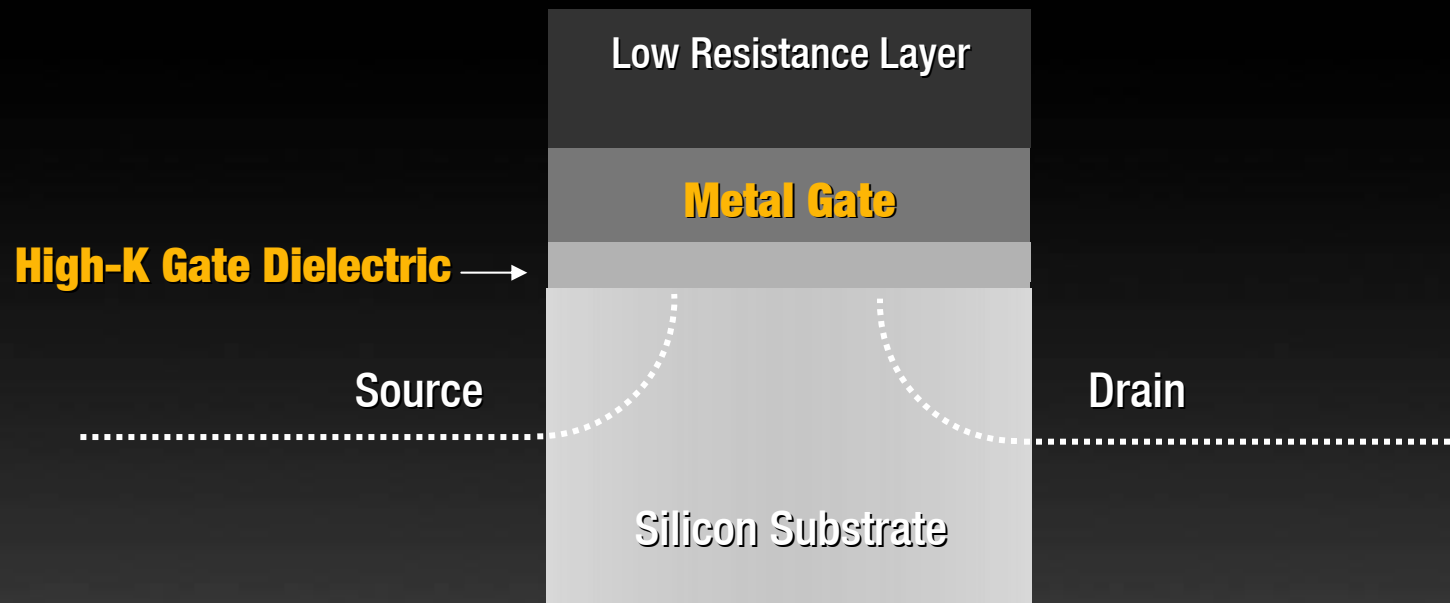 Low Resistance Layer
Metal Gate
High-K Gate Dielectric
Source
Drain
Silicon Substrate